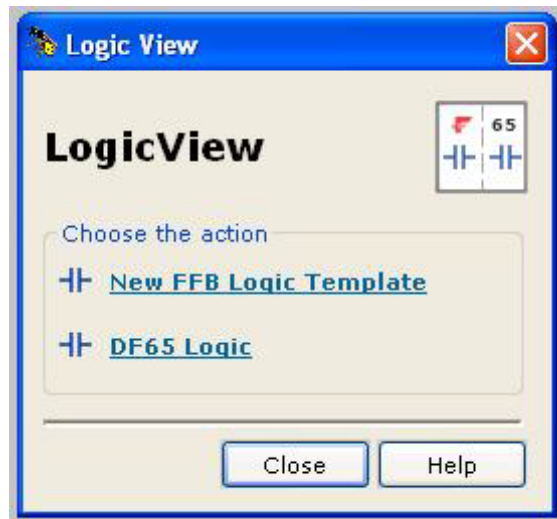 Logic View
LogicView
65
Choose the action
New FFB Logic Template
DF65 Logic
Close
Help